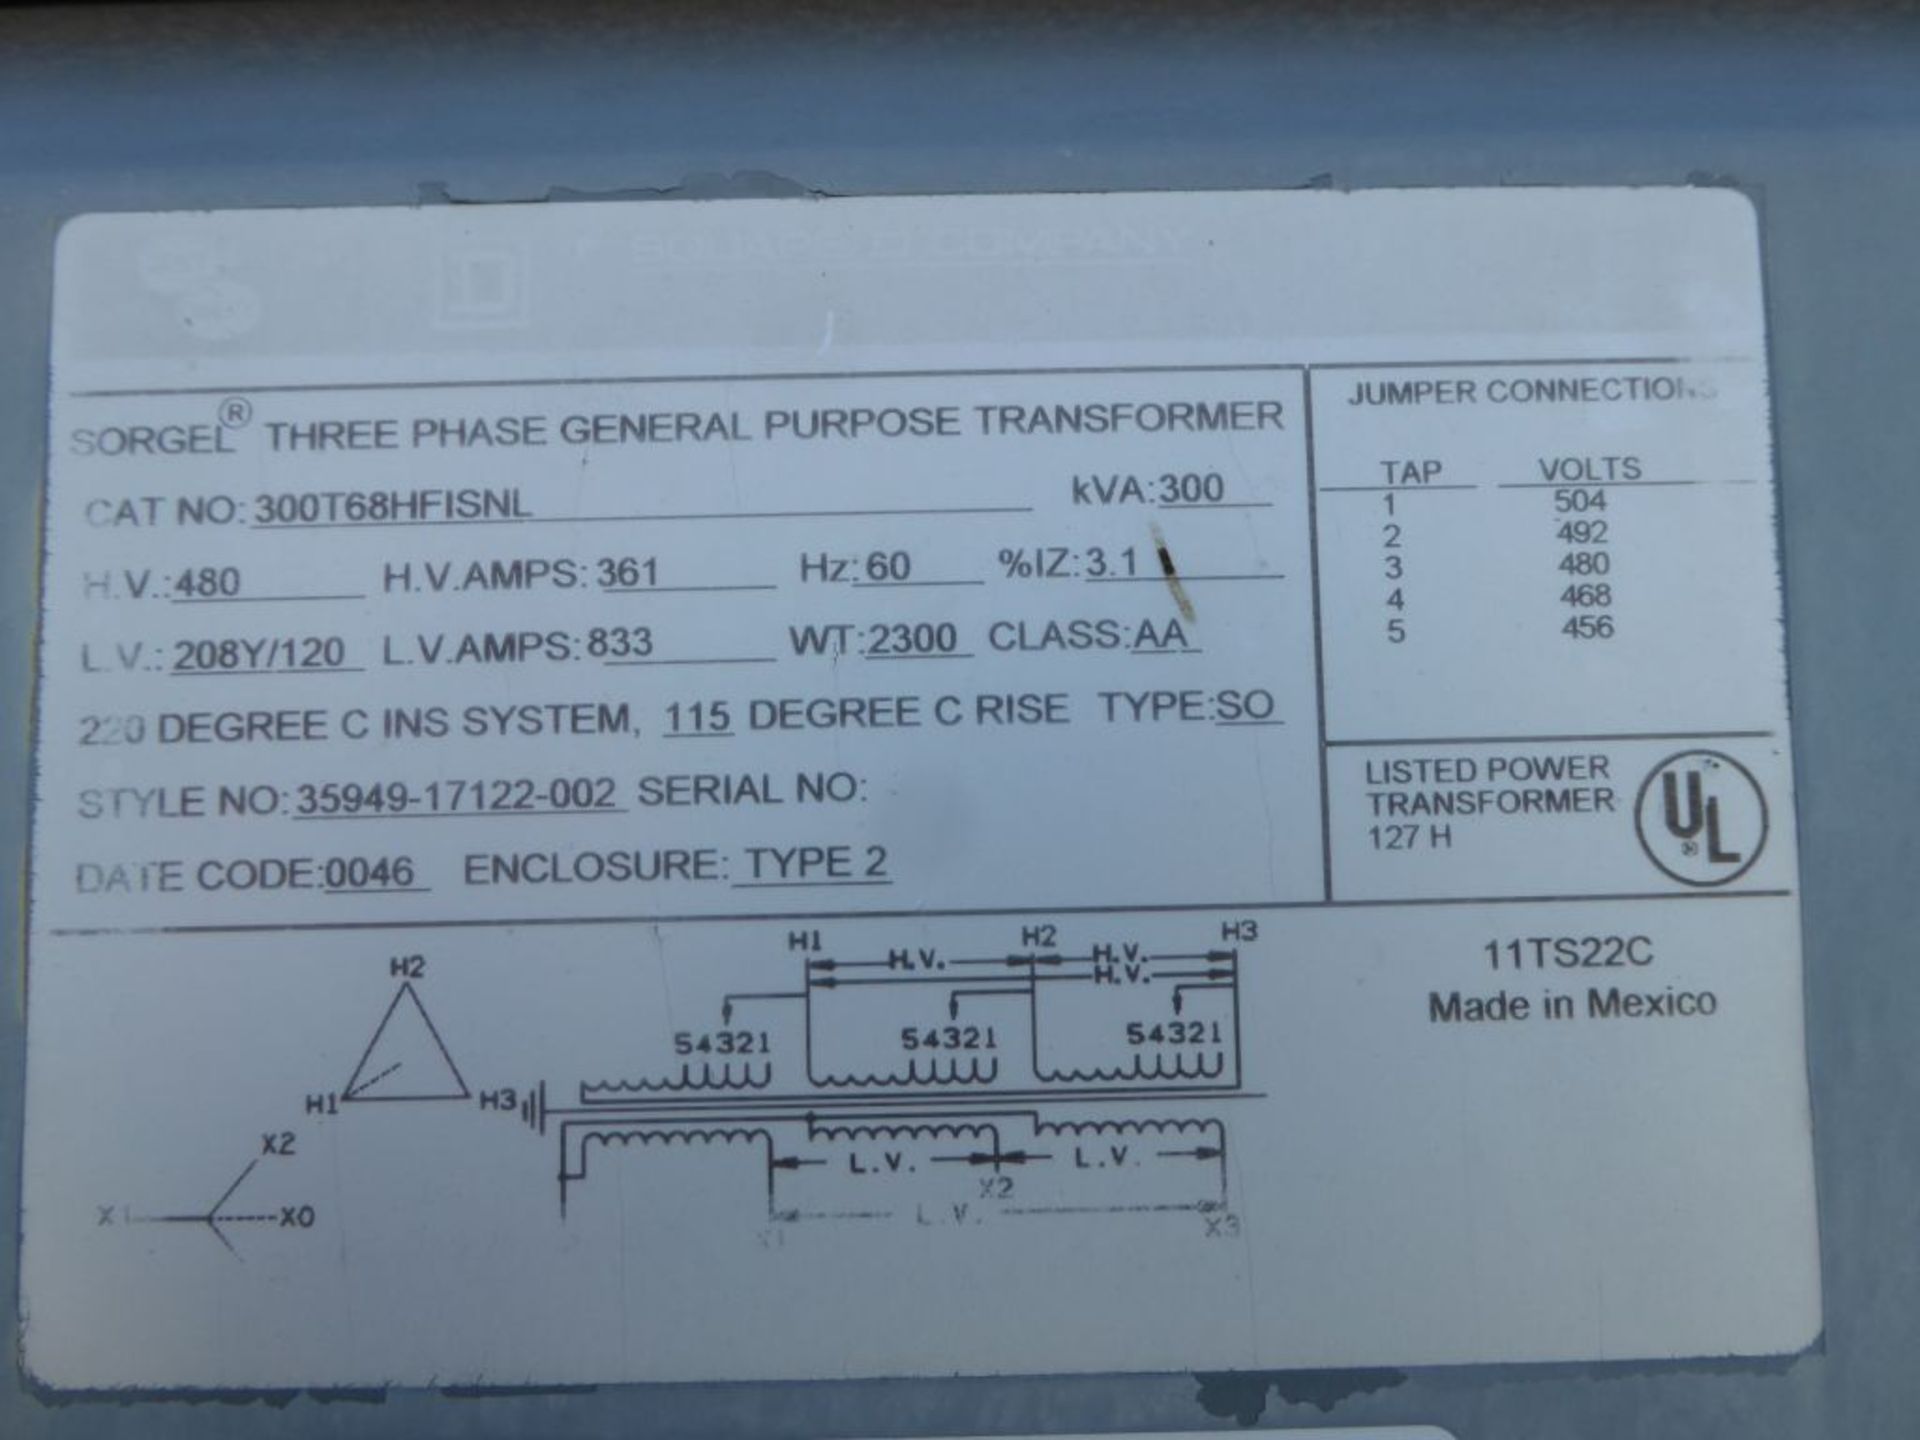 SQUARE D COMPANY
SORGEL® THREE PHASE GENERAL PURPOSE TRANSFORMER
CAT NO: 300T68HFISNL kVA: 300
H.V.: 480 H.V.AMPS: 361 Hz: 60 %IZ: 3.1
L.V.: 208Y/120 L.V.AMPS: 833 WT: 2300 CLASS: AA
220 DEGREE C INS SYSTEM, 115 DEGREE C RISE TYPE: SO
STYLE NO: 35949-17122-002 SERIAL NO:
DATE CODE: 0046 ENCLOSURE: TYPE 2
JUMPER CONNECTIONS
TAP VOLTS
1 504
2 492
3 480
4 468
5 456
LISTED POWER
TRANSFORMER
127 H
UL®
H2
H1 H3
X2
X1 X0
H1 H2 H3
H.V. H.V.
H.V.
54321 54321 54321
L.V. L.V.
X2
L.V.
X1 X3
11TS22C
Made in Mexico